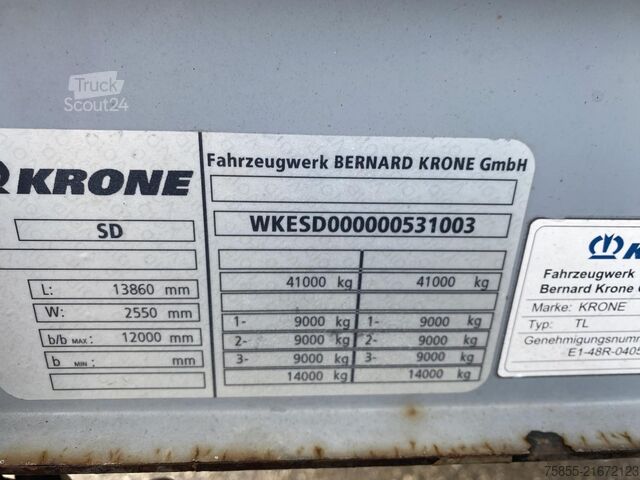 Truck
Scout24
KRONE
SD
L: 13860 mm
W: 2550 mm
b/b MAX: 12000 mm
b MIN: mm
Fahrzeugwerk BERNARD KRONE GmbH
WKESD000000531003
41000 kg 41000 kg
1- 9000 kg 1- 9000 kg
2- 9000 kg 2- 9000 kg
3- 9000 kg 3- 9000 kg
14000 kg 14000 kg
Fahrzeugwerk
Bernard Krone
Marke: KRONE
Typ: TL
Genehmigungsnum
E1-48R-0405
75855-21672123